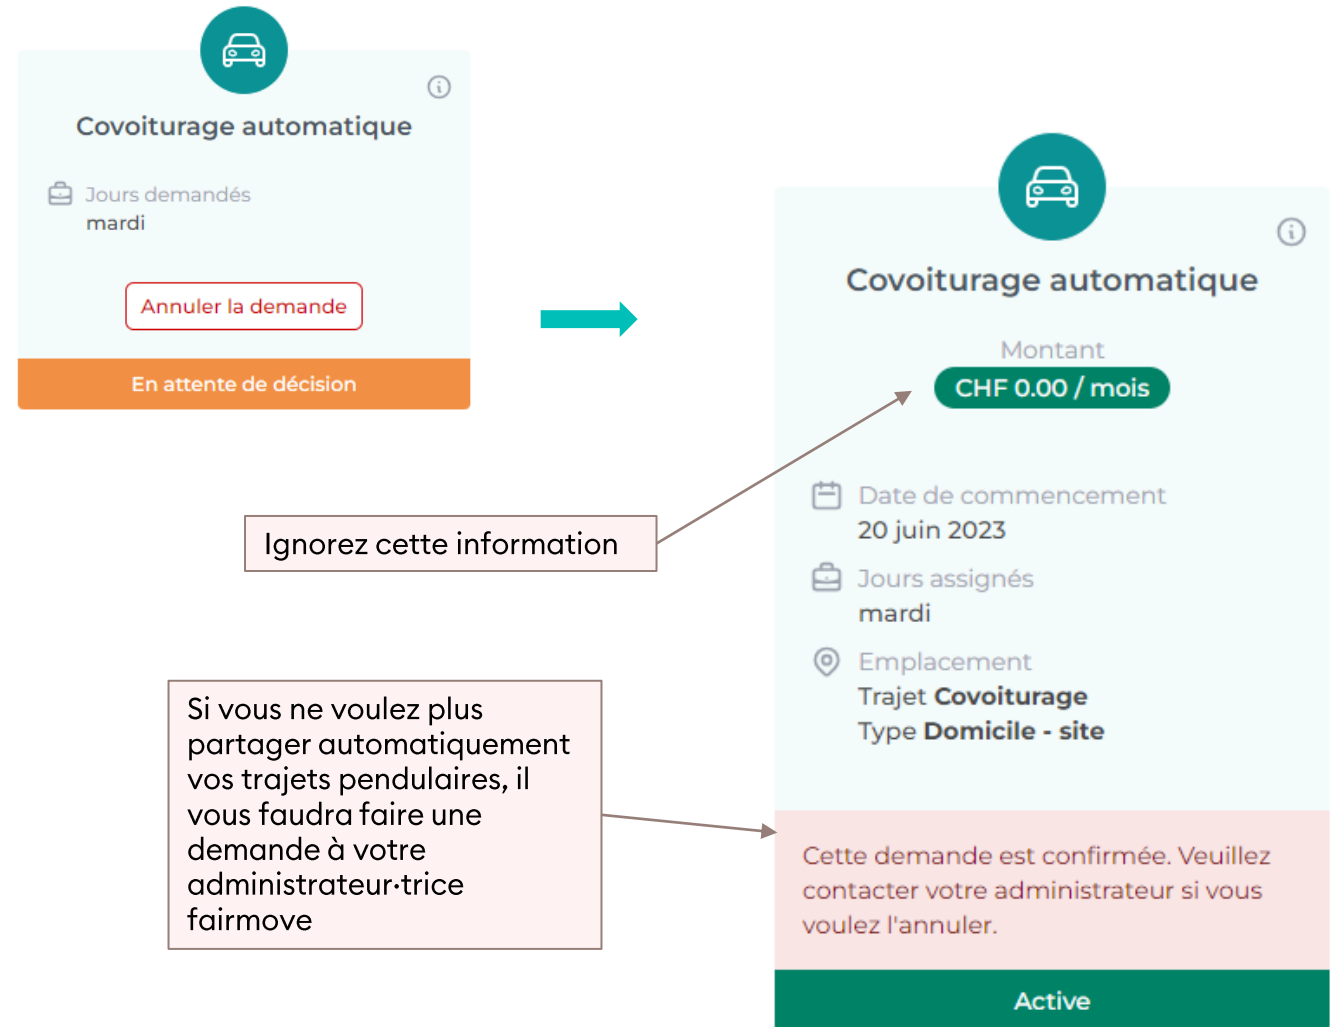 Covoiturage automatique
Jours demandés
mardi
Annuler la demande
En attente de décision
Covoiturage automatique
Montant
CHF 0.00 / mois
Ignorez cette information
Date de commencement
20 juin 2023
Jours assignés
mardi
Emplacement
Trajet Covoiturage
Type Domicile - site
Si vous ne voulez plus
partager automatiquement
vos trajets pendulaires, il
vous faudra faire une
demande à votre
administrateur·trice
fairmove
Cette demande est confirmée. Veuillez
contacter votre administrateur si vous
voulez l'annuler.
Active